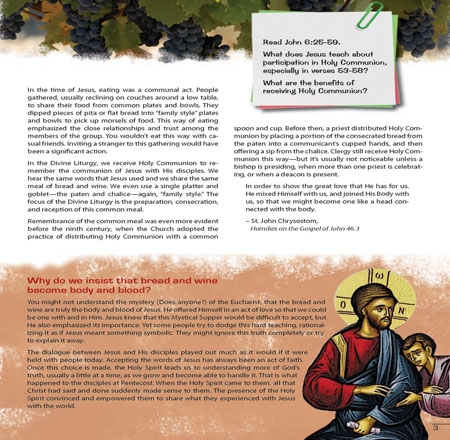 Read John 6:25-59.
What does Jesus teach about
participation in Holy Communion,
especially in verses 53-58?
What are the benefits of
receiving Holy Communion?
In the time of Jesus, eating was a communal act. People
gathered, usually reclining on couches around a low table,
to share their food from common plates and bowls. They
dipped pieces of pita or flat bread into “family style” plates
and bowls to pick up morsels of food. This way of eating
emphasized the close relationships and trust among the
members of the group. You wouldn’t eat this way with ca-
sual friends. Inviting a stranger to this gathering would have
been a significant action.
In the Divine Liturgy, we receive Holy Communion to re-
member the communion of Jesus with His disciples. We
hear the same words that Jesus used and we share the same
meal of bread and wine. We even use a single platter and
goblet—the paten and chalice—again, “family style.” The
focus of the Divine Liturgy is the preparation, consecration,
and reception of this common meal.
Remembrance of the common meal was even more evident
before the ninth century, when the Church adopted the
practice of distributing Holy Communion with a common
spoon and cup. Before then, a priest distributed Holy Com-
munion by placing a portion of the consecrated bread from
the paten into a communicant’s cupped hands, and then
offering a sip from the chalice. Clergy still receive Holy Com-
munion this way—but it’s usually not noticeable unless a
bishop is presiding, when more than one priest is celebrat-
ing, or when a deacon is present.
In order to show the great love that He has for us.
He mixed Himself with us, and joined His Body with
us, so that we might become one like a head con-
nected with the body.
– St. John Chrysostom,
Homilies on the Gospel of John 46.3
Why do we insist that bread and wine
become body and blood?
You might not understand the mystery (Does anyone?) of the Eucharist, that the bread and
wine are truly the body and blood of Jesus. He offered Himself in an act of love so that we could
be one with and in Him. Jesus knew that this Mystical Supper would be difficult to accept, but
He also emphasized its importance. Yet some people try to dodge this hard teaching, rational-
izing it as if Jesus meant something symbolic. They might ignore this truth completely or try
to explain it away.
The dialogue between Jesus and His disciples played out much as it would if it were
held with people today. Accepting the words of Jesus has always been an act of faith.
Once this choice is made, the Holy Spirit leads us to understanding more of God’s
truth, usually a little at a time, as we grow and become able to handle it. That is what
happened to the disciples at Pentecost. When the Holy Spirit came to them, all that
Christ had said and done suddenly made sense to them. The presence of the Holy
Spirit convinced and empowered them to share what they experienced with Jesus
with the world.
ω
Ο Ν
3